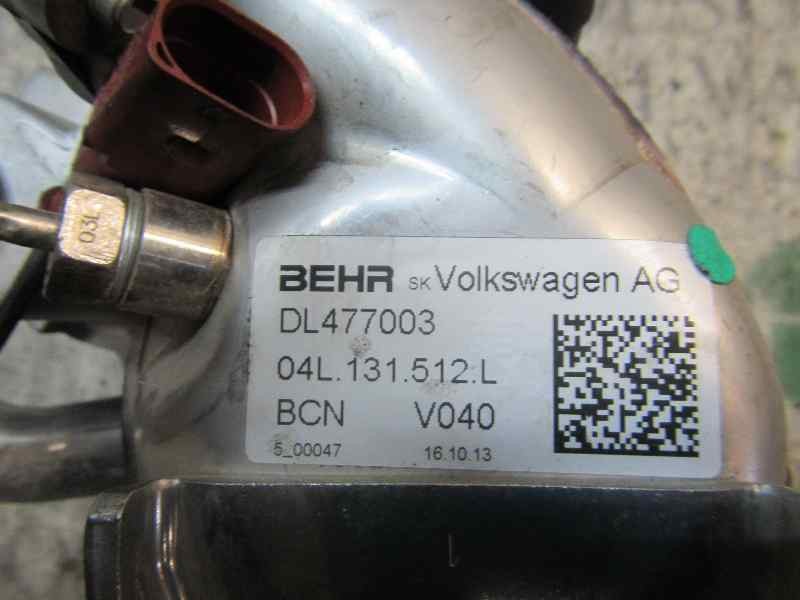 03L
BEHR SK Volkswagen AG
DL477003
04L.131.512.L
BCN V040
5_00047 16.10.13